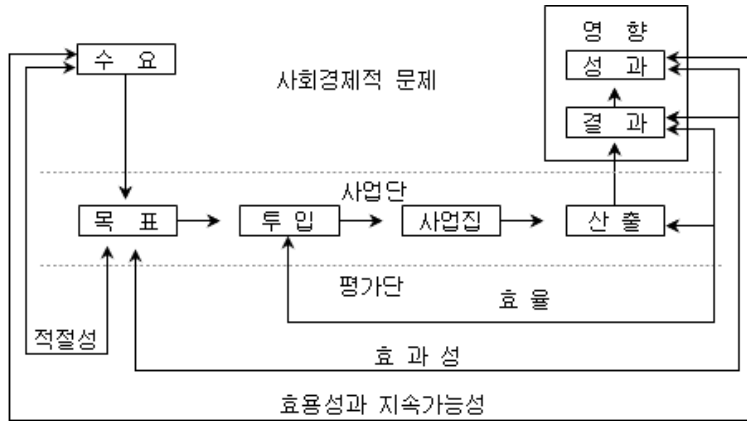 영 향
수 요
성 과
사회경제적 문제
결 과
사업단
목 표
투 입
사업집
산 출
평가단
효 율
적절성
효 과 성
효용성과 지속가능성